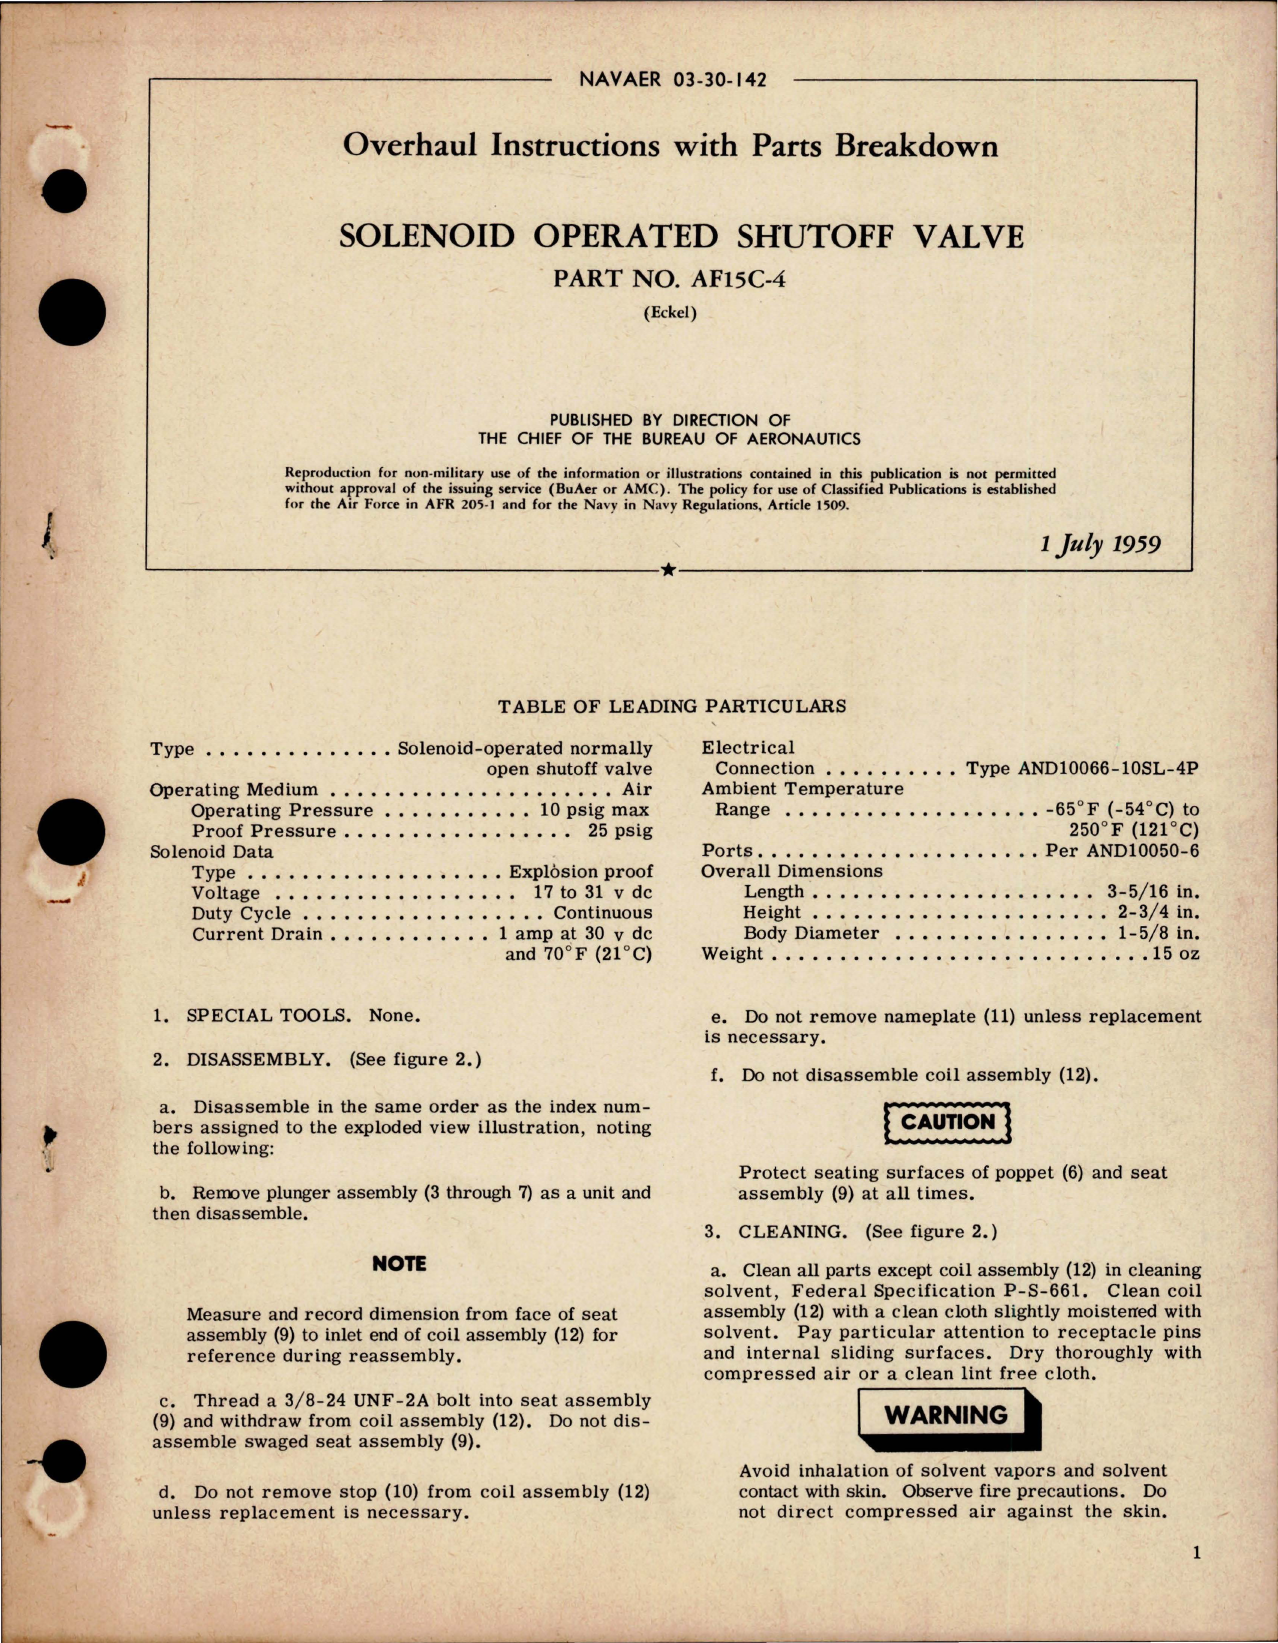 NAVAER 03-30-142
Overhaul Instructions with Parts Breakdown
SOLENOID OPERATED SHUTOFF VALVE
PART NO. AF15C-4
(Eckel)
PUBLISHED BY DIRECTION OF
THE CHIEF OF THE BUREAU OF AERONAUTICS
Reproduction for non-military use of the information or illustrations contained in this publication is not permitted
without approval of the issuing service (BuAer or AMC). The policy for use of Classified Publications is established
for the Air Force in AFR 205-1 and for the Navy in Navy Regulations, Article 1509.
1 July 1959
TABLE OF LEADING PARTICULARS
Type . . . . . . . . . . . . . . Solenoid-operated normally
open shutoff valve
Operating Medium . . . . . . . . . . . . . . . . . . . . . Air
Operating Pressure . . . . . . . . . . . 10 psig max
Proof Pressure . . . . . . . . . . . . . . . . . 25 psig
Solenoid Data
Type . . . . . . . . . . . . . . . . . . . Explosion proof
Voltage . . . . . . . . . . . . . . . . . . 17 to 31 v dc
Duty Cycle . . . . . . . . . . . . . . . . . . Continuous
Current Drain . . . . . . . . . . . . 1 amp at 30 v dc
and 70°F (21°C)
1. SPECIAL TOOLS. None.
2. DISASSEMBLY. (See figure 2.)
a. Disassemble in the same order as the index num-
bers assigned to the exploded view illustration, noting
the following:
b. Remove plunger assembly (3 through 7) as a unit and
then disassemble.
NOTE
Measure and record dimension from face of seat
assembly (9) to inlet end of coil assembly (12) for
reference during reassembly.
c. Thread a 3/8-24 UNF-2A bolt into seat assembly
(9) and withdraw from coil assembly (12). Do not dis-
assemble swaged seat assembly (9).
d. Do not remove stop (10) from coil assembly (12)
unless replacement is necessary.
Electrical
Connection . . . . . . . . . . Type AND10066-10SL-4P
Ambient Temperature
Range . . . . . . . . . . . . . . . . . . . -65°F (-54°C) to
250°F (121°C)
Ports . . . . . . . . . . . . . . . . . . . . . Per AND10050-6
Overall Dimensions
Length . . . . . . . . . . . . . . . . . . . . . 3-5/16 in.
Height . . . . . . . . . . . . . . . . . . . . . . 2-3/4 in.
Body Diameter . . . . . . . . . . . . . . . . 1-5/8 in.
Weight . . . . . . . . . . . . . . . . . . . . . . . . . . . . 15 oz
e. Do not remove nameplate (11) unless replacement
is necessary.
f. Do not disassemble coil assembly (12).
CAUTION
Protect seating surfaces of poppet (6) and seat
assembly (9) at all times.
3. CLEANING. (See figure 2.)
a. Clean all parts except coil assembly (12) in cleaning
solvent, Federal Specification P-S-661. Clean coil
assembly (12) with a clean cloth slightly moistened with
solvent. Pay particular attention to receptacle pins
and internal sliding surfaces. Dry thoroughly with
compressed air or a clean lint free cloth.
WARNING
Avoid inhalation of solvent vapors and solvent
contact with skin. Observe fire precautions. Do
not direct compressed air against the skin.
1